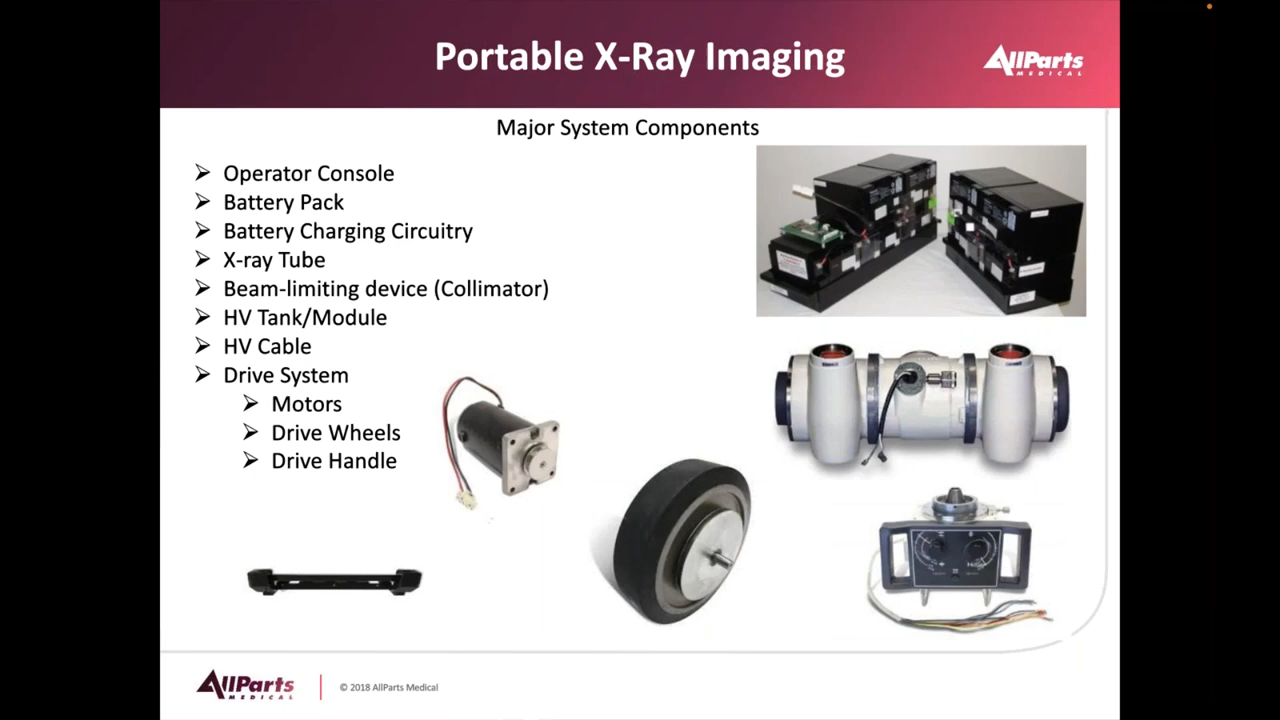 Portable X-Ray Imaging
AllParts
MEDICAL
Major System Components
➢ Operator Console
➢ Battery Pack
➢ Battery Charging Circuitry
➢ X-ray Tube
➢ Beam-limiting device (Collimator)
➢ HV Tank/Module
➢ HV Cable
➢ Drive System
➢ Motors
➢ Drive Wheels
➢ Drive Handle
AllParts
MEDICAL
© 2018 AllParts Medical